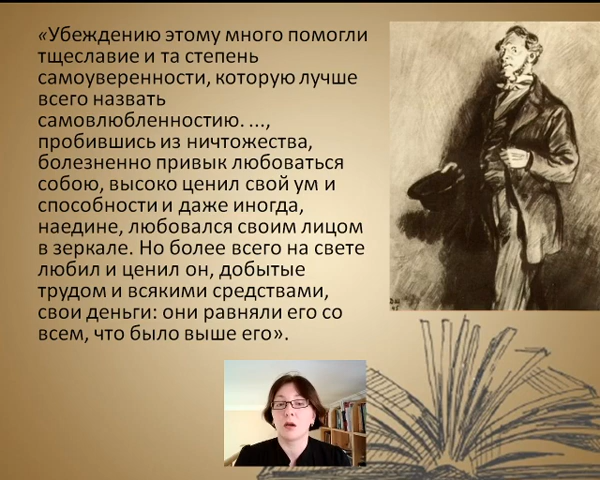 «Убеждению этому много помогли
тщеславие и та степень
самоуверенности, которую лучше
всего назвать
самовлюбленностию. ...,
пробившись из ничтожества,
болезненно привык любоваться
собою, высоко ценил свой ум и
способности и даже иногда,
наедине, любовался своим лицом
в зеркале. Но более всего на свете
любил и ценил он, добытые
трудом и всякими средствами,
свои деньги: они равняли его со
всем, что было выше его».